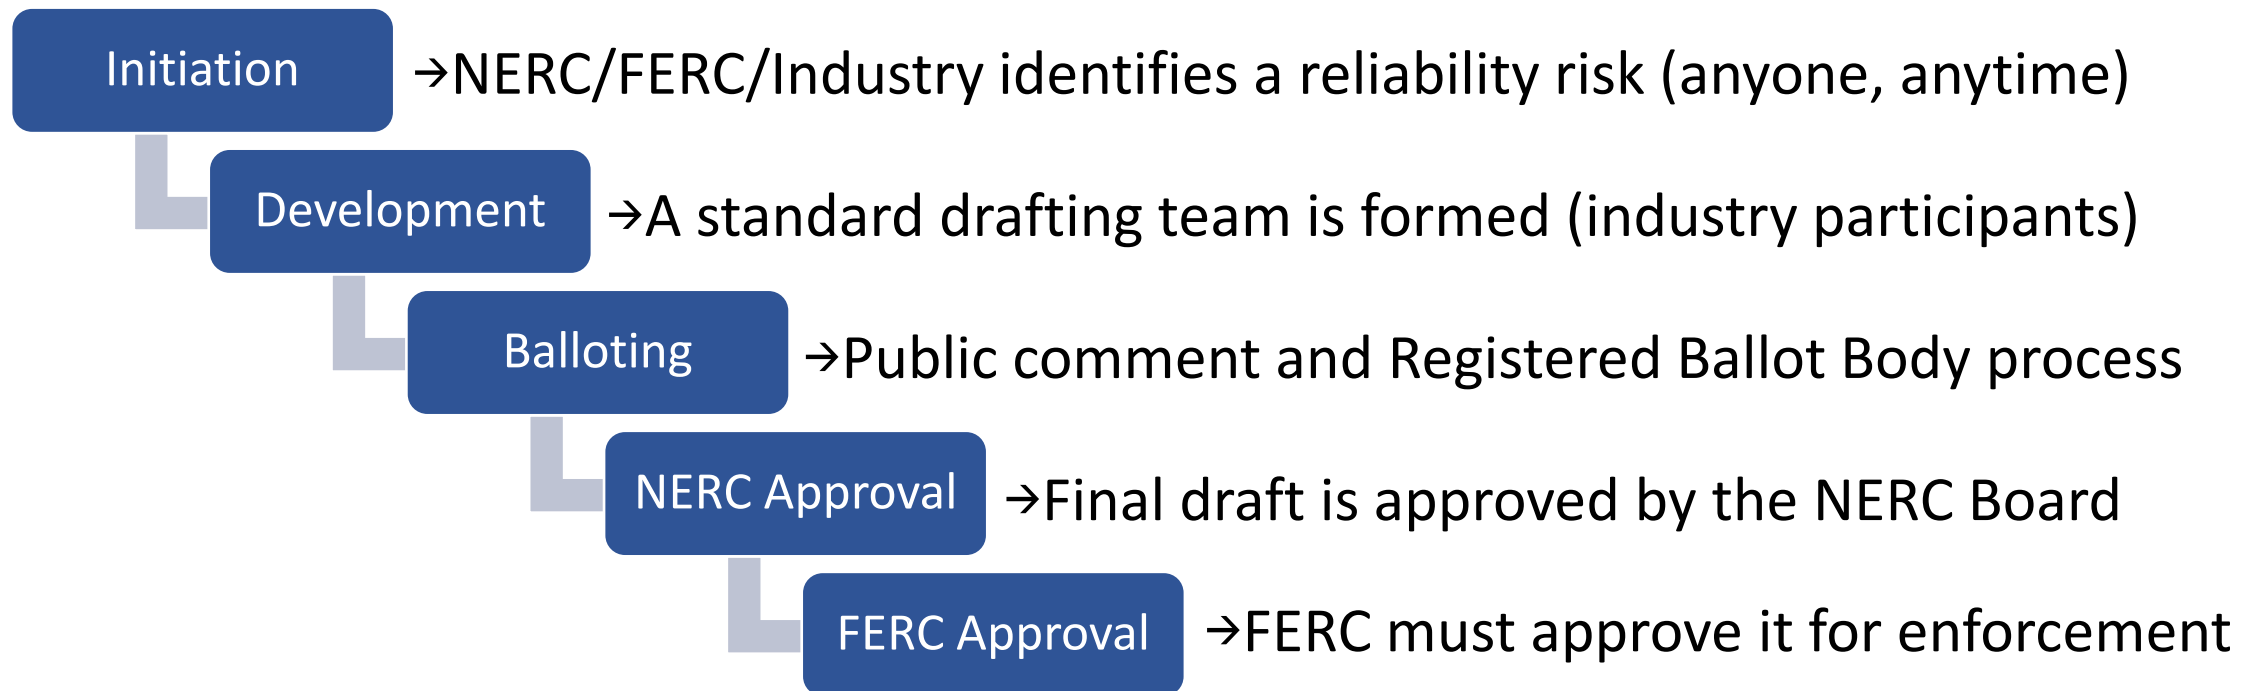 Initiation →NERC/FERC/Industry identifies a reliability risk (anyone, anytime)
Development →A standard drafting team is formed (industry participants)
Balloting →Public comment and Registered Ballot Body process
NERC Approval →Final draft is approved by the NERC Board
FERC Approval →FERC must approve it for enforcement